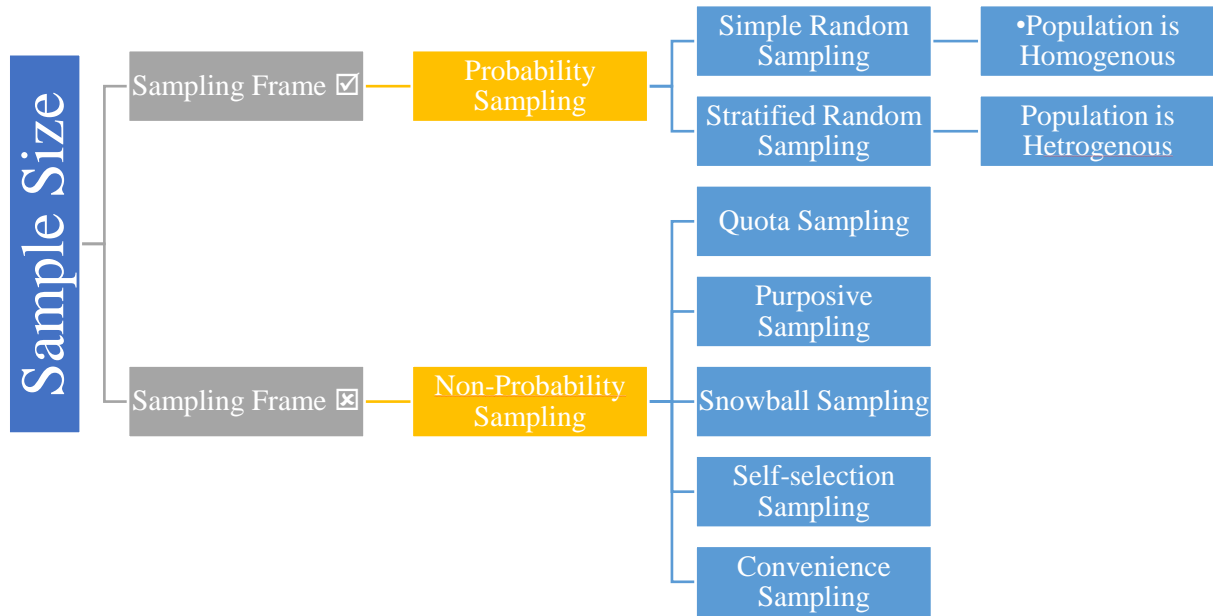 Sample Size
Sampling Frame ☑
Probability
Sampling
Simple Random
Sampling
•Population is
Homogenous
Stratified Random
Sampling
Population is
Hetrogenous
Sampling Frame ☒
Non-Probability
Sampling
Quota Sampling
Purposive
Sampling
Snowball Sampling
Self-selection
Sampling
Convenience
Sampling